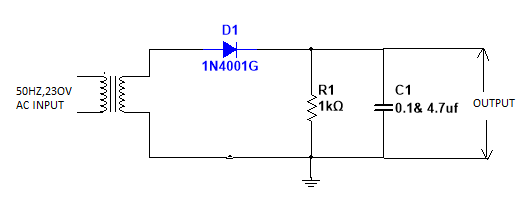 D1
1N4001G
50HZ,230V
AC INPUT
R1
1kΩ
C1
0.1& 4.7uf
OUTPUT